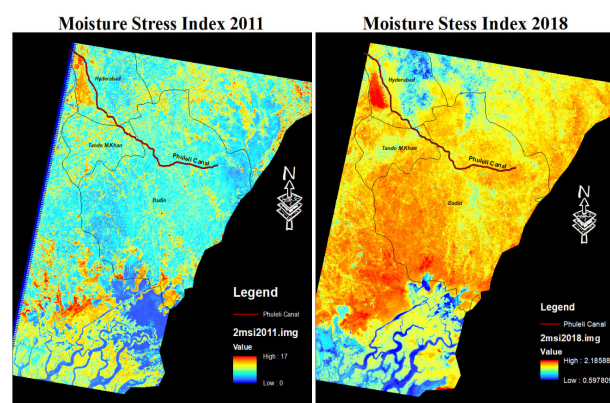 Moisture Stress Index 2011
Hyderabad
Tando M.Khan
Phuleli Canal
Badin
N
Legend
Phuleli Canal
2msi2011.img
Value
High : 17
Low : 0
Moisture Stess Index 2018
Hyderabad
Tando M.Khan
Phuleli Canal
Badin
N
Legend
Phuleli Canal
2msi2018.img
Value
High : 2.18588
Low : 0.597809